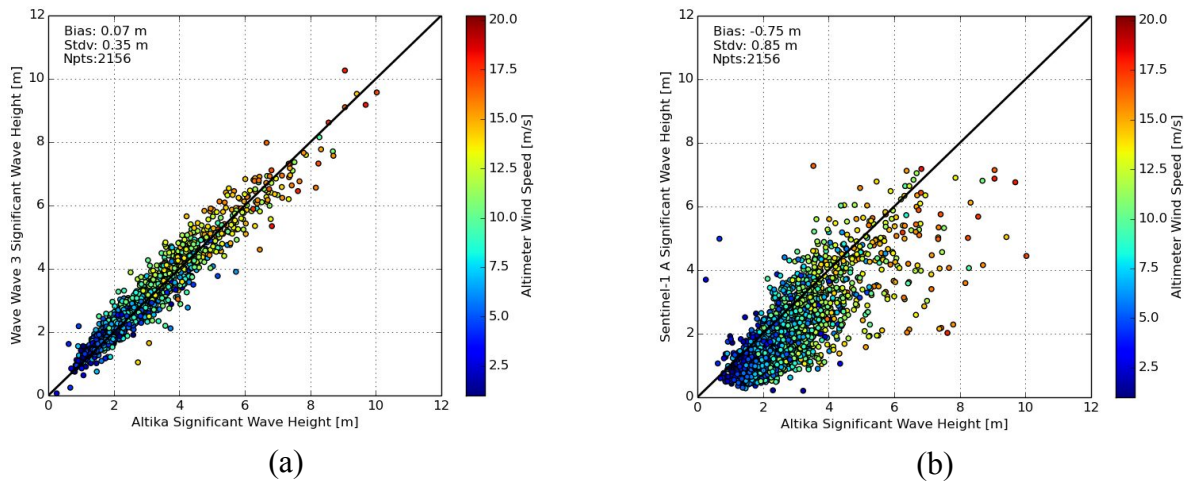 12
10
8
6
4
2
0
0 2 4 6 8 10 12
Wave Wave 3 Significant Wave Height [m]
Altika Significant Wave Height [m]
Bias: 0.07 m
Stdv: 0.35 m
Npts:2156
20.0
17.5
15.0
12.5
10.0
7.5
5.0
2.5
Altimeter Wind Speed [m/s]
(a)
12
10
8
6
4
2
0
0 2 4 6 8 10 12
Sentinel-1 A Significant Wave Height [m]
Altika Significant Wave Height [m]
Bias: -0.75 m
Stdv: 0.85 m
Npts:2156
20.0
17.5
15.0
12.5
10.0
7.5
5.0
2.5
Altimeter Wind Speed [m/s]
(b)